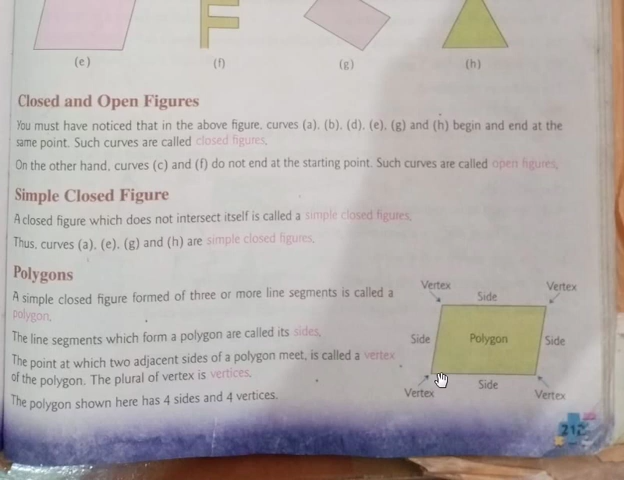 (e) (f) (g) (h)
Closed and Open Figures
You must have noticed that in the above figure, curves (a), (b), (d), (e), (g) and (h) begin and end at the
same point. Such curves are called closed figures.
On the other hand, curves (c) and (f) do not end at the starting point. Such curves are called open figures.
Simple Closed Figure
A closed figure which does not intersect itself is called a simple closed figures.
Thus, curves (a), (e), (g) and (h) are simple closed figures.
Polygons
A simple closed figure formed of three or more line segments is called a
polygon.
The line segments which form a polygon are called its sides.
The point at which two adjacent sides of a polygon meet, is called a vertex
of the polygon. The plural of vertex is vertices.
The polygon shown here has 4 sides and 4 vertices.
Vertex Side Vertex
Side Polygon Side
Vertex Side Vertex
212